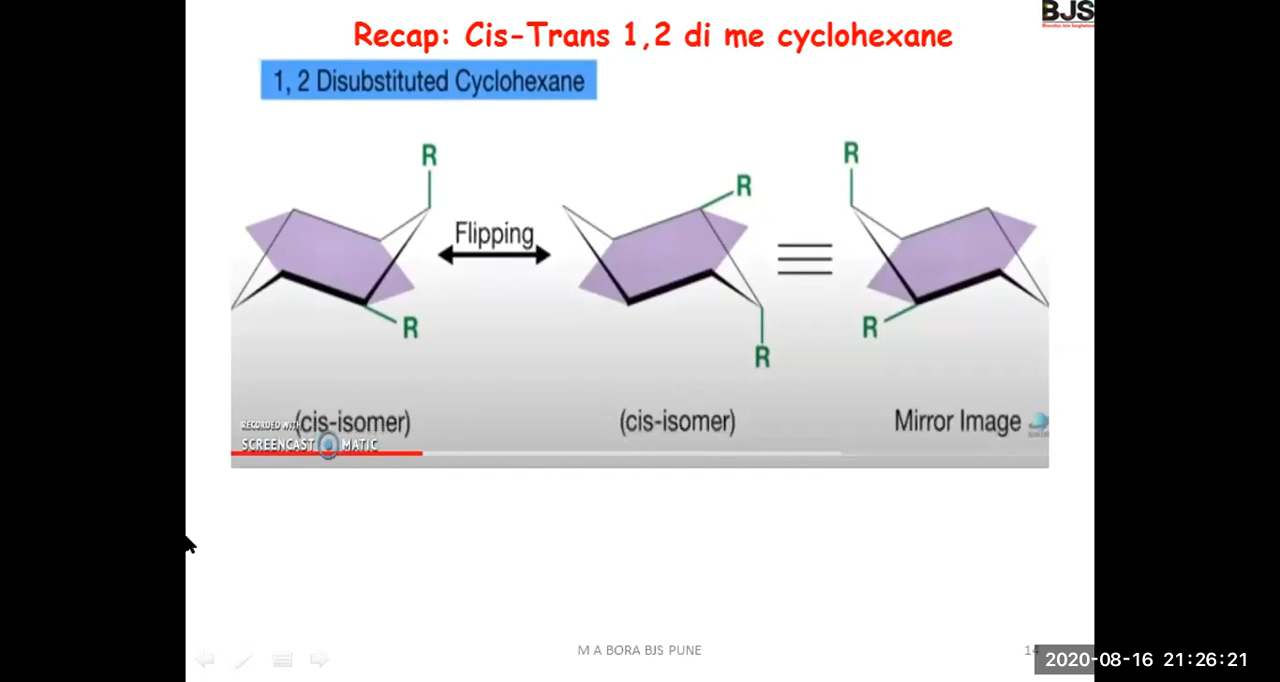 BJS
Recap: Cis-Trans 1,2 di me cyclohexane
1, 2 Disubstituted Cyclohexane
R
R
Flipping
R
R
R
R
(cis-isomer)
(cis-isomer)
Mirror Image
RECORDED WITH
SCREENCAST MATIC
M A BORA BJS PUNE
14
2020-08-16 21:26:21